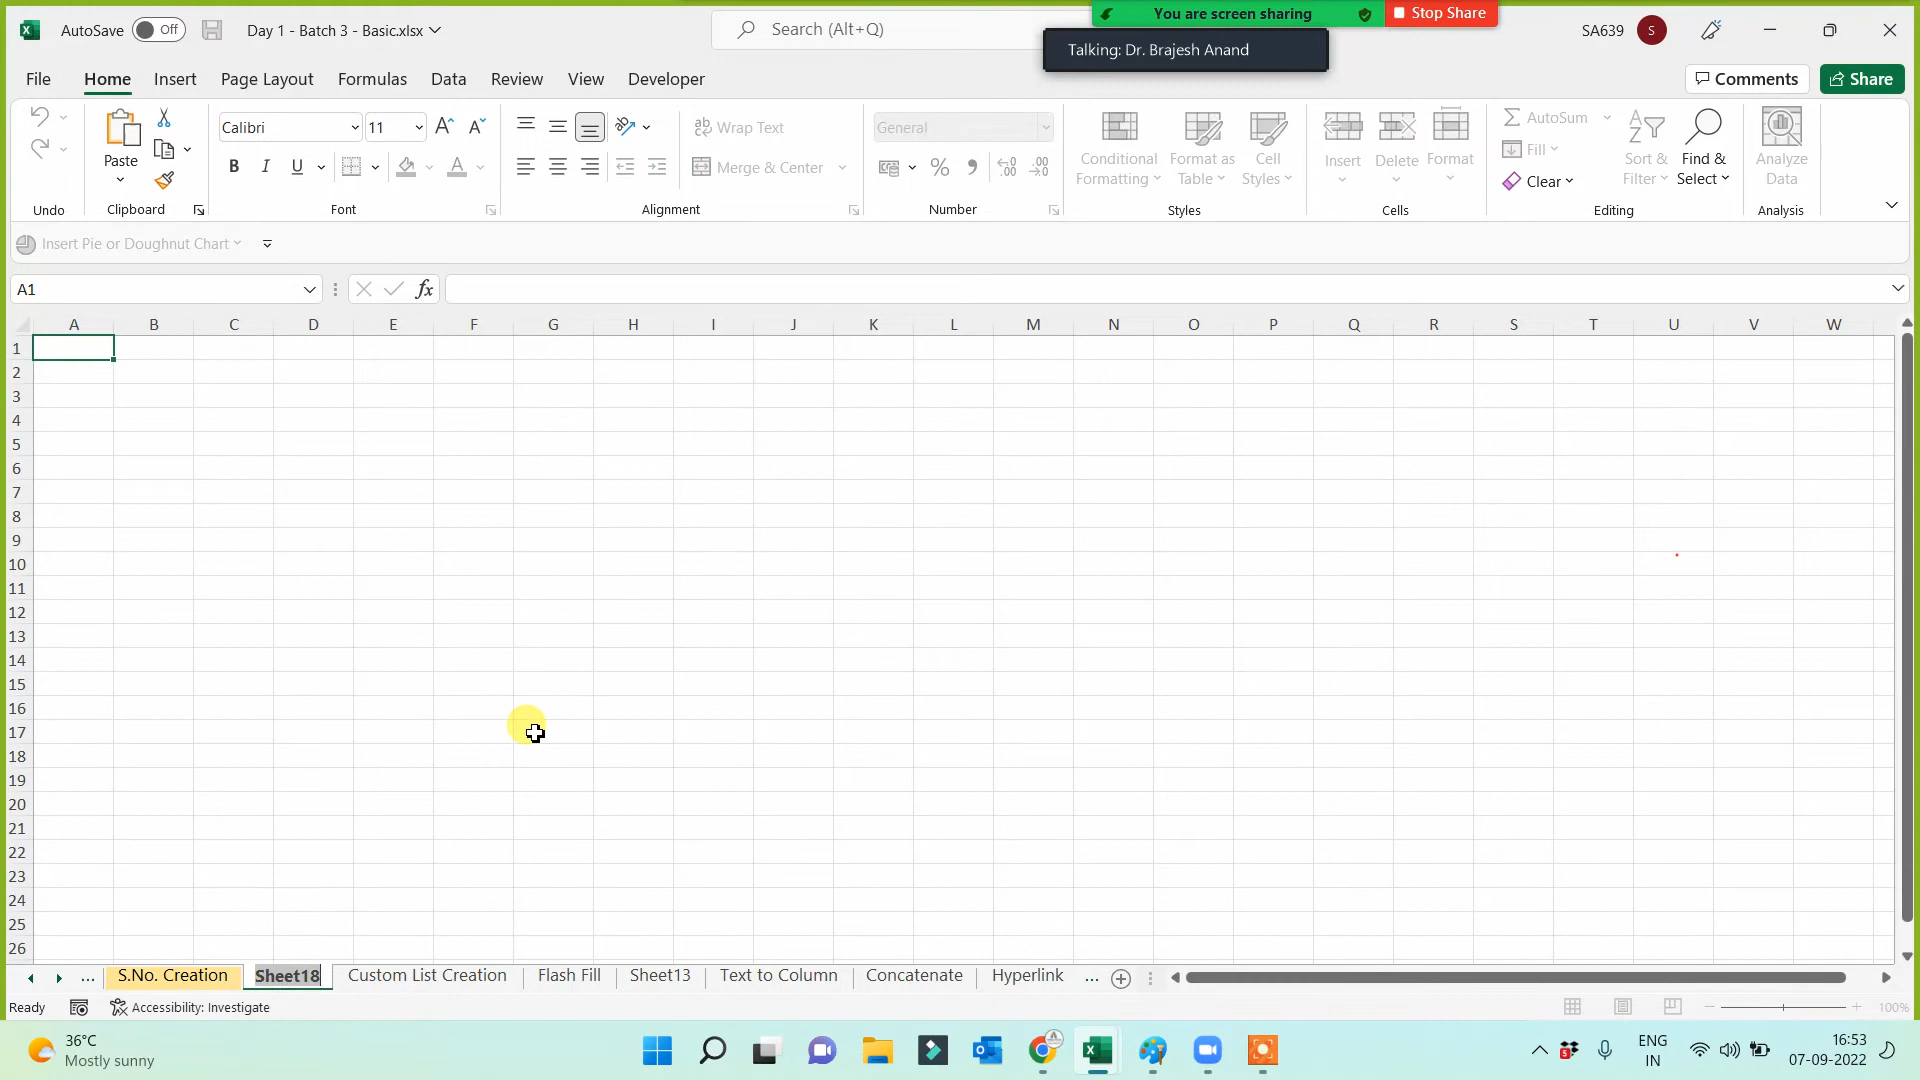 You are screen sharing
Stop Share
AutoSave Off Day 1 - Batch 3 - Basic.xlsx
Search (Alt+Q)
Talking: Dr. Brajesh Anand
SA639 S
File Home Insert Page Layout Formulas Data Review View Developer
Comments Share
Paste
Calibri 11
B I U
Wrap Text
Merge & Center
General
Conditional Formatting
Format as Table
Cell Styles
Insert Delete Format
AutoSum
Fill
Clear
Sort & Filter
Find & Select
Analyze Data
Undo Clipboard Font Alignment Number Styles Cells Editing Analysis
Insert Pie or Doughnut Chart
A1 fx
A B C D E F G H I J K L M N O P Q R S T U V W
1
2
3
4
5
6
7
8
9
10
11
12
13
14
15
16
17
18
19
20
21
22
23
24
25
26
... S.No. Creation Sheet18 Custom List Creation Flash Fill Sheet13 Text to Column Concatenate Hyperlink ...
Ready Accessibility: Investigate 100%
36°C
Mostly sunny
ENG
IN
16:53
07-09-2022